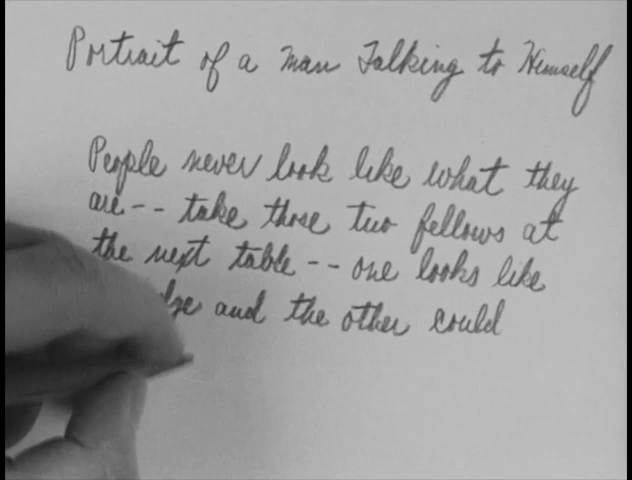 Portrait of a Man Talking to Himself
People never look like what they
are -- take those two fellows at
the next table -- one looks like
and the other could